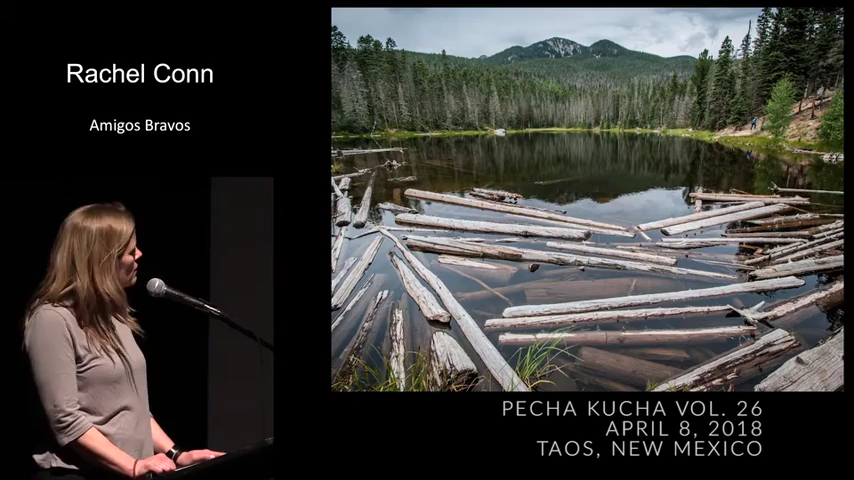 Rachel Conn
Amigos Bravos
PECHA KUCHA VOL. 26
APRIL 8, 2018
TAOS, NEW MEXICO